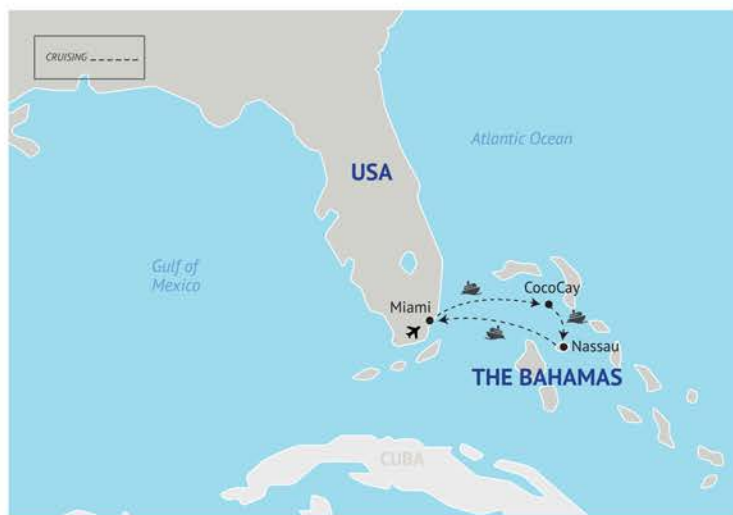 CRUISING
Atlantic Ocean
USA
Gulf of
Mexico
CocoCay
Miami
Nassau
THE BAHAMAS
CUBA